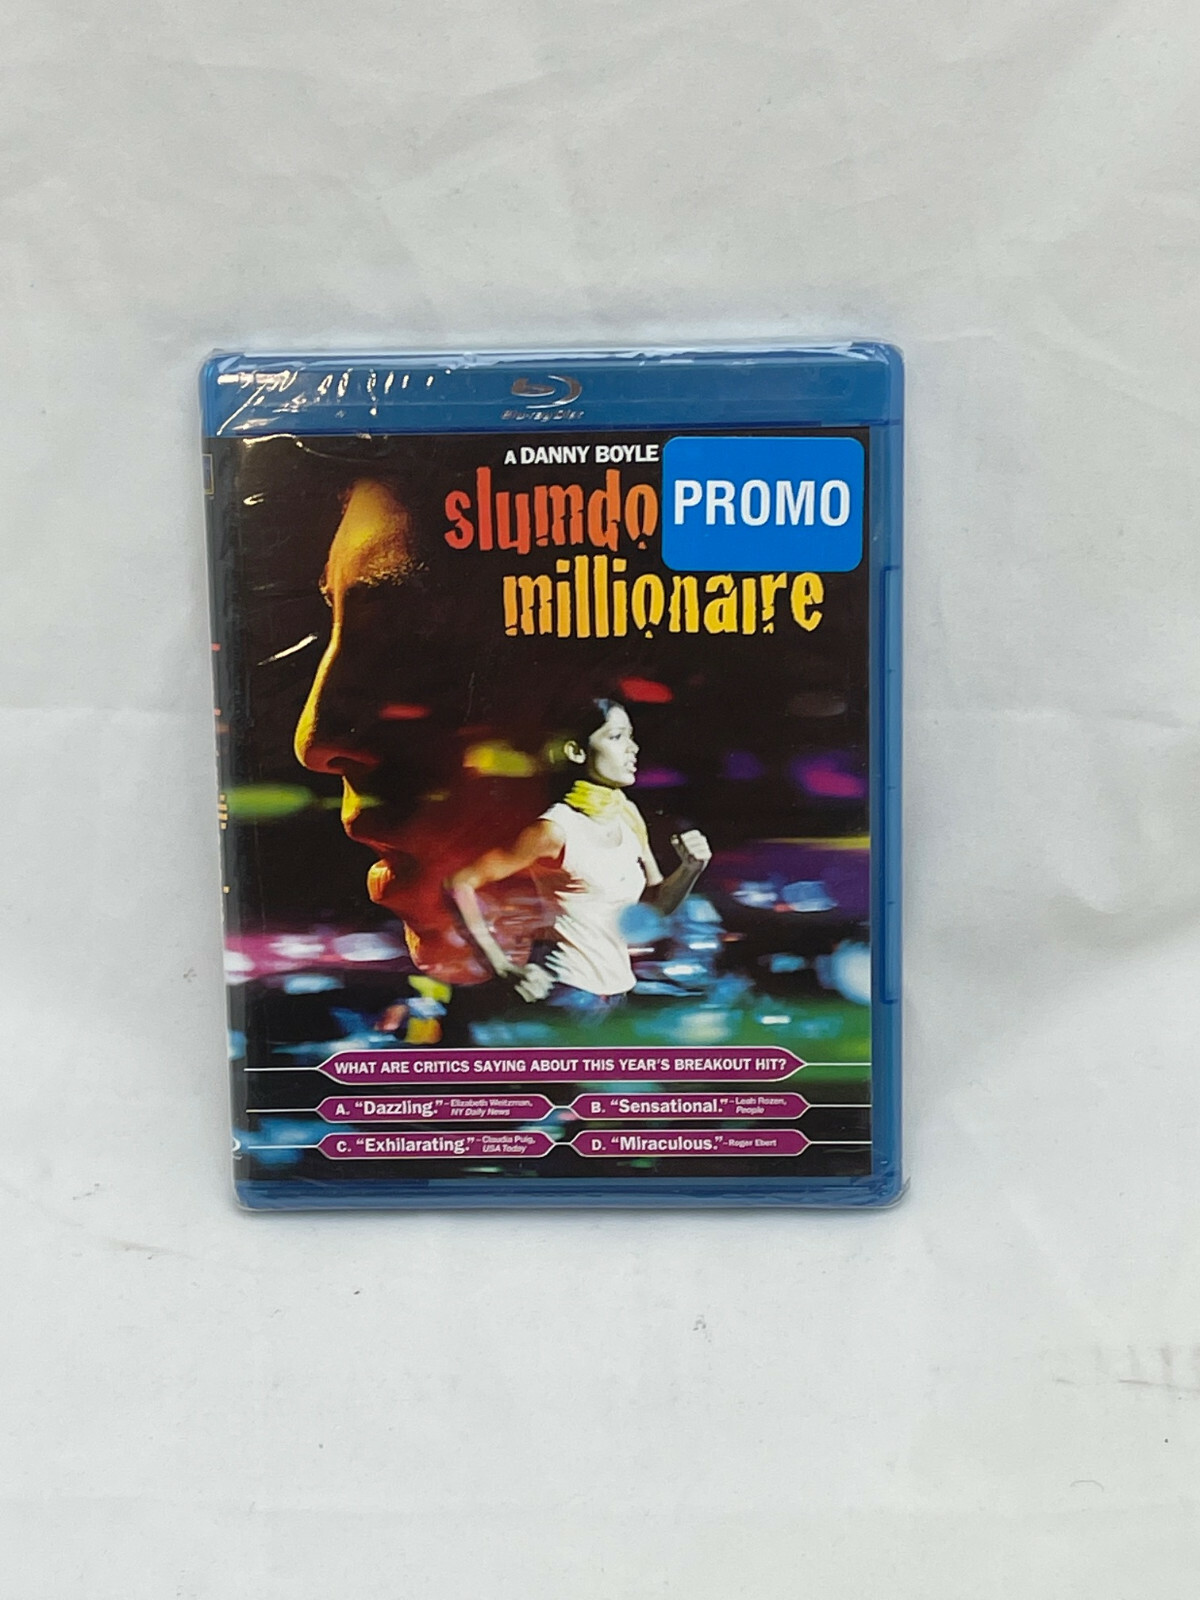 Blu-ray Disc
A DANNY BOYLE
PROMO
slumdo
millionaire
WHAT ARE CRITICS SAYING ABOUT THIS YEAR'S BREAKOUT HIT?
A. "Dazzling." – Elizabeth Weitzman, NY Daily News
B. "Sensational." – Leah Rozen, People
C. "Exhilarating." – Claudia Puig, USA Today
D. "Miraculous." – Roger Ebert